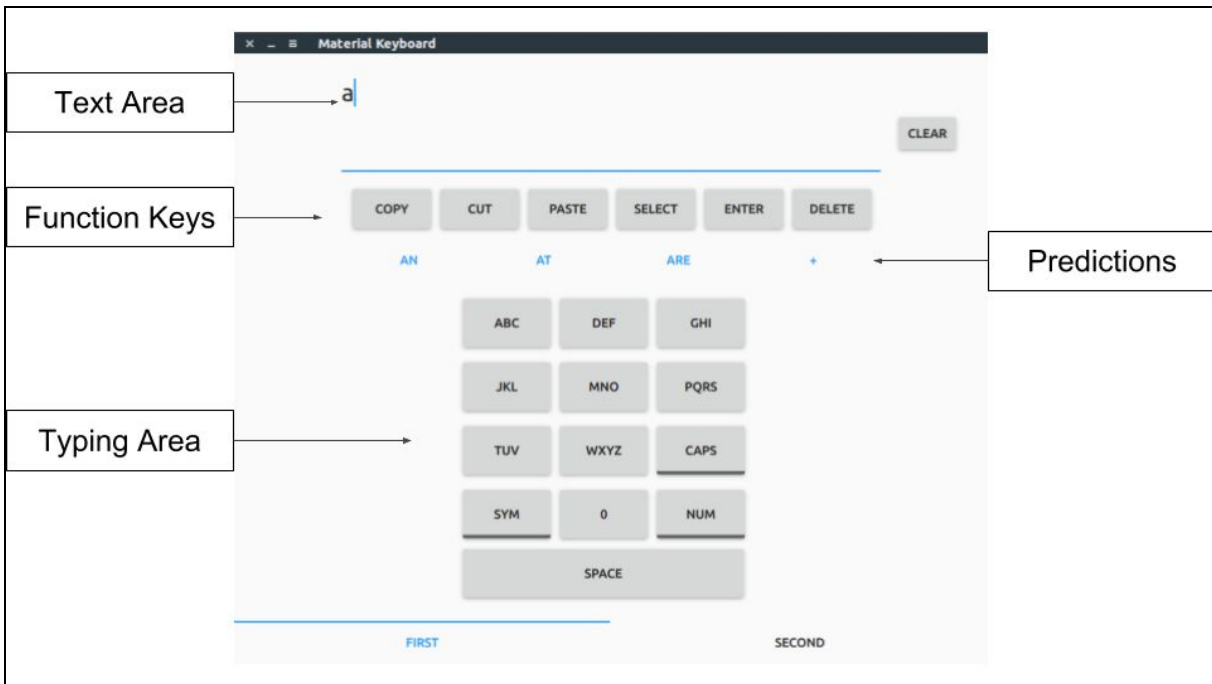 × _ ≡ Material Keyboard
Text Area
a
CLEAR
Function Keys
COPY CUT PASTE SELECT ENTER DELETE
AN AT ARE +
Predictions
ABC DEF GHI
JKL MNO PQRS
Typing Area
TUV WXYZ CAPS
SYM 0 NUM
SPACE
FIRST SECOND